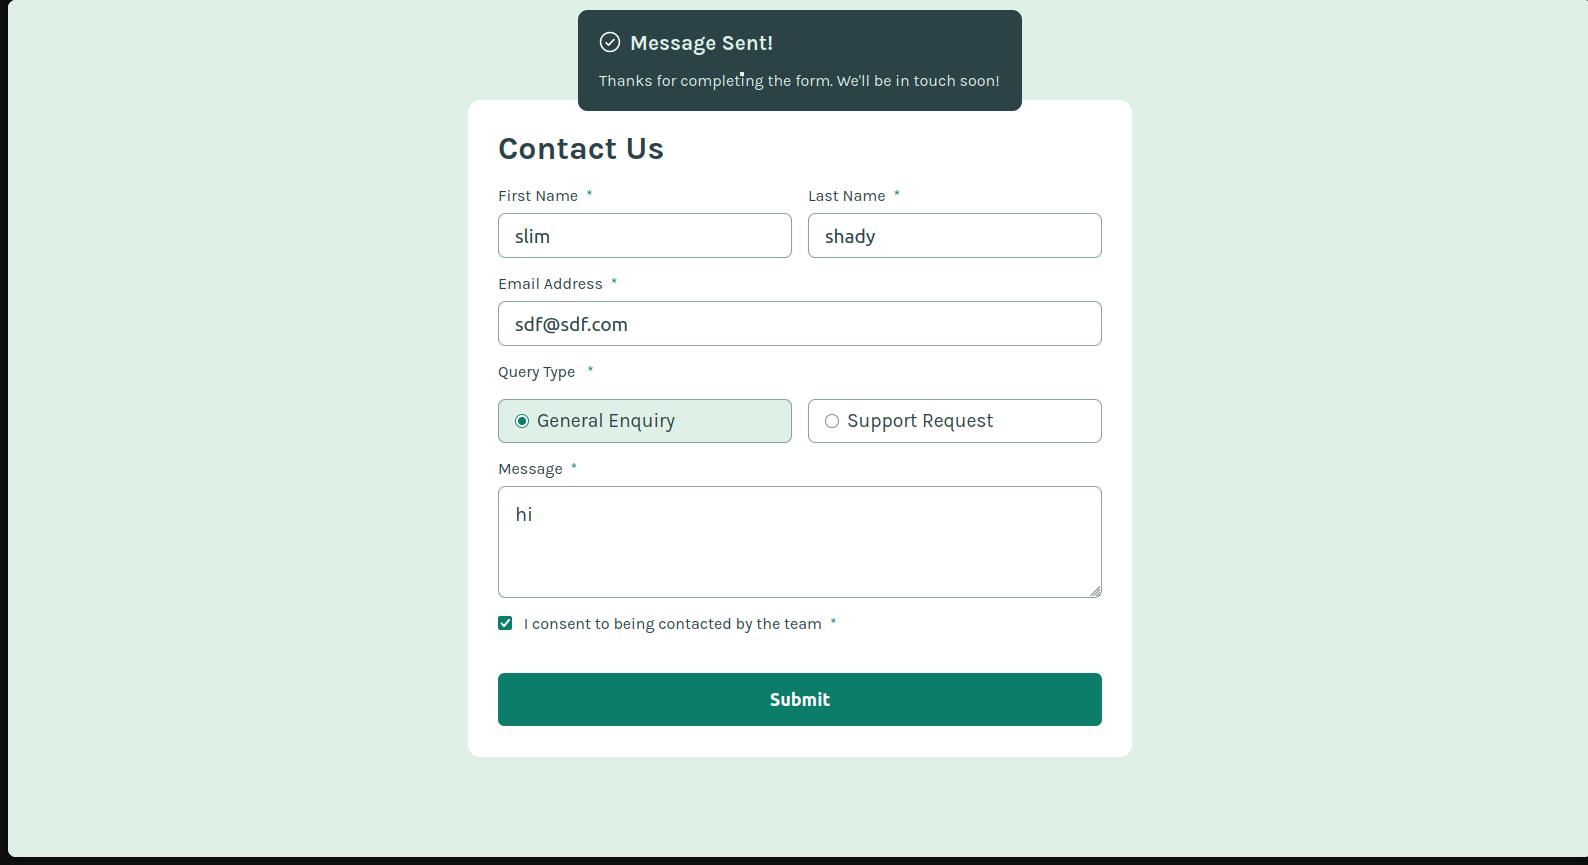 Message Sent!
Thanks for completing the form. We'll be in touch soon!
Contact Us
First Name *
Last Name *
slim
shady
Email Address *
sdf@sdf.com
Query Type *
General Enquiry
Support Request
Message *
hi
I consent to being contacted by the team *
Submit